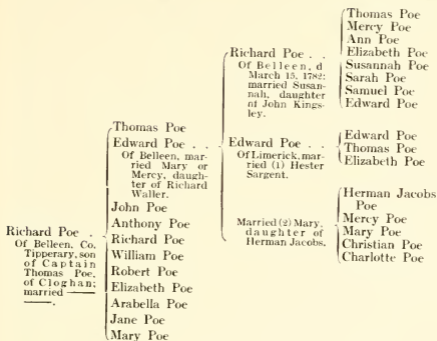 Richard Poe .
Of Belleen, Co.
Tipperary, son
of Captain
Thomas Poe,
of Cloghan;
married ———
———.
Thomas Poe
Edward Poe . .
Of Belleen, mar-
ried Mary or
Mercy, daugh-
ter of Richard
Waller.
John Poe
Anthony Poe
Richard Poe
William Poe
Robert Poe
Elizabeth Poe
Arabella Poe
Jane Poe
Mary Poe
Richard Poe . .
Of Belleen, d
March 15, 1782;
married Susan-
nah, daughter
of John Kings-
ley.
Edward Poe . .
Of Limerick, mar-
ried (1) Hester
Sargent.
Married (2) Mary,
daughter of
Herman Jacobs.
Thomas Poe
Mercy Poe
Ann Poe
Elizabeth Poe
Susannah Poe
Sarah Poe
Samuel Poe
Edward Poe
Edward Poe
Thomas Poe
Elizabeth Poe
Herman Jacobs
Poe
Mercy Poe
Mary Poe
Christian Poe
Charlotte Poe